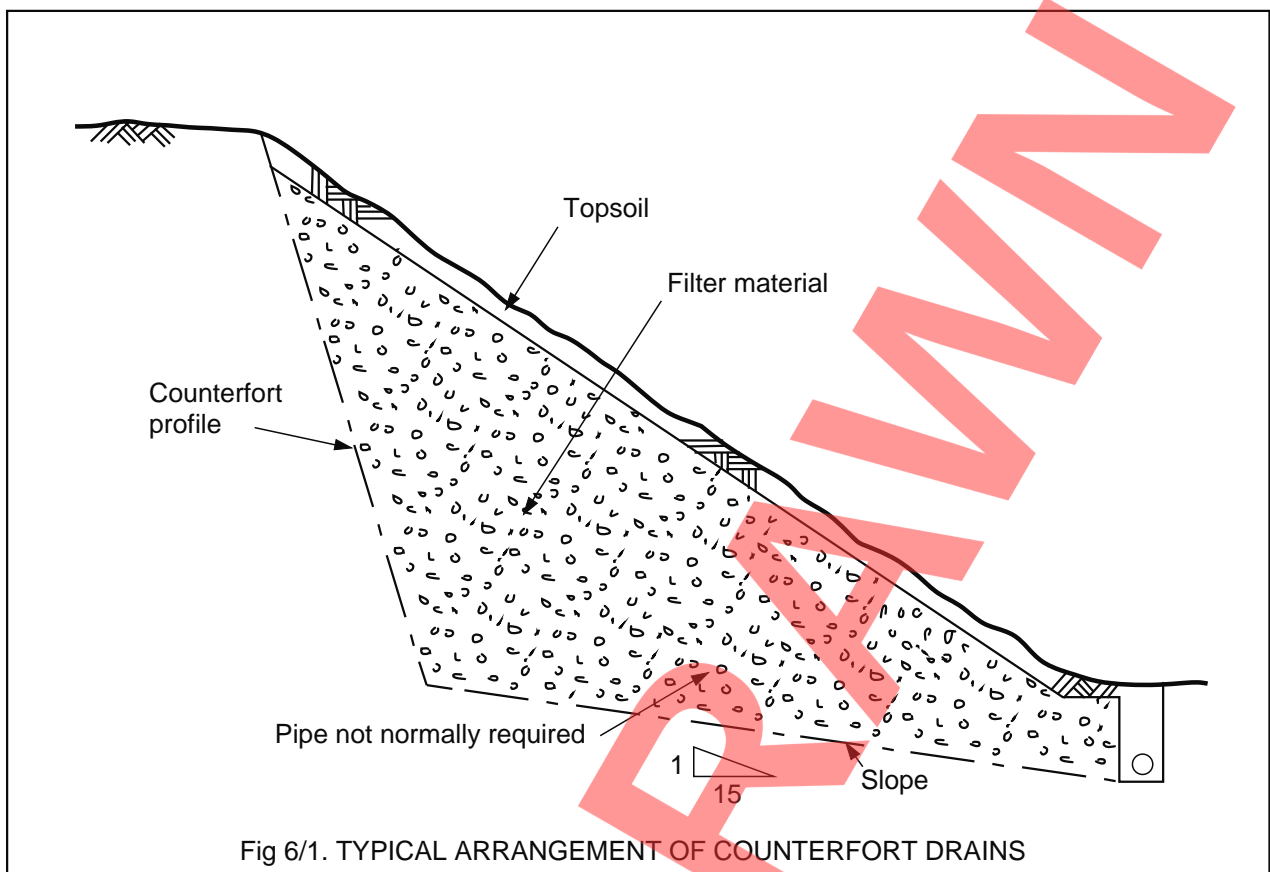 Topsoil
Filter material
Counterfort
profile
Pipe not normally required
1
15
Slope
Fig 6/1. TYPICAL ARRANGEMENT OF COUNTERFORT DRAINS
RAWN